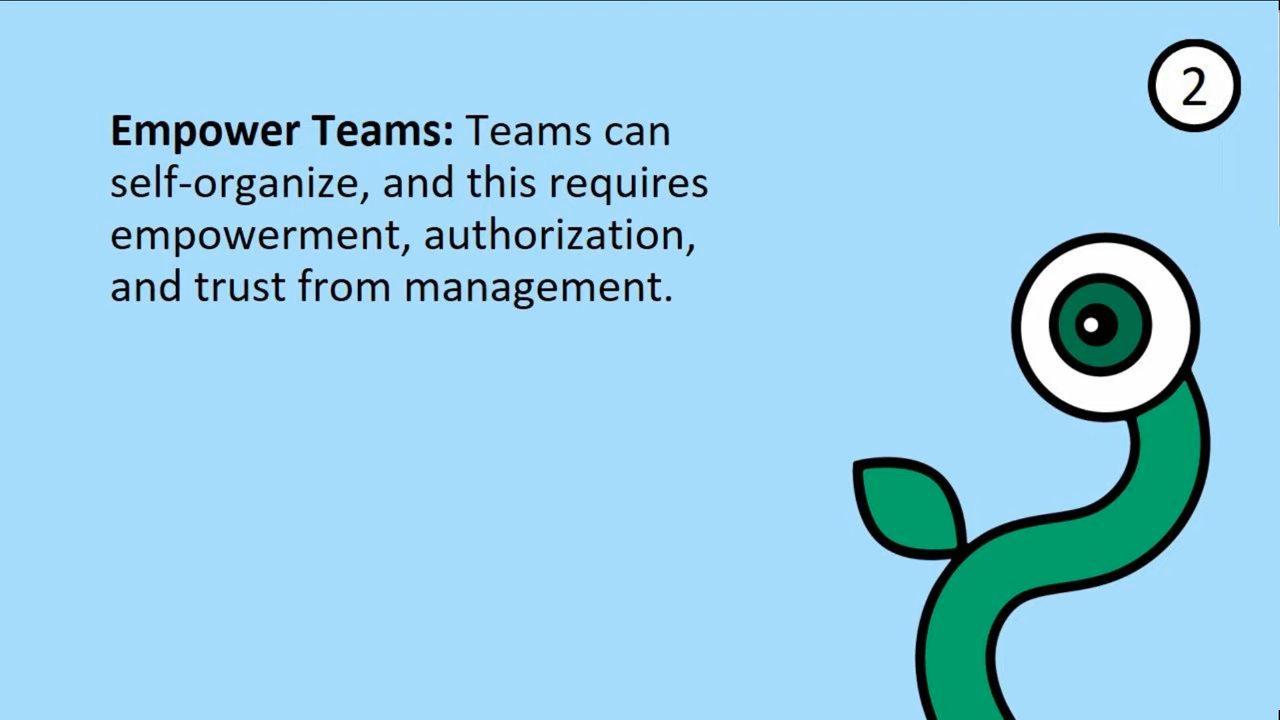 2
Empower Teams: Teams can
self-organize, and this requires
empowerment, authorization,
and trust from management.